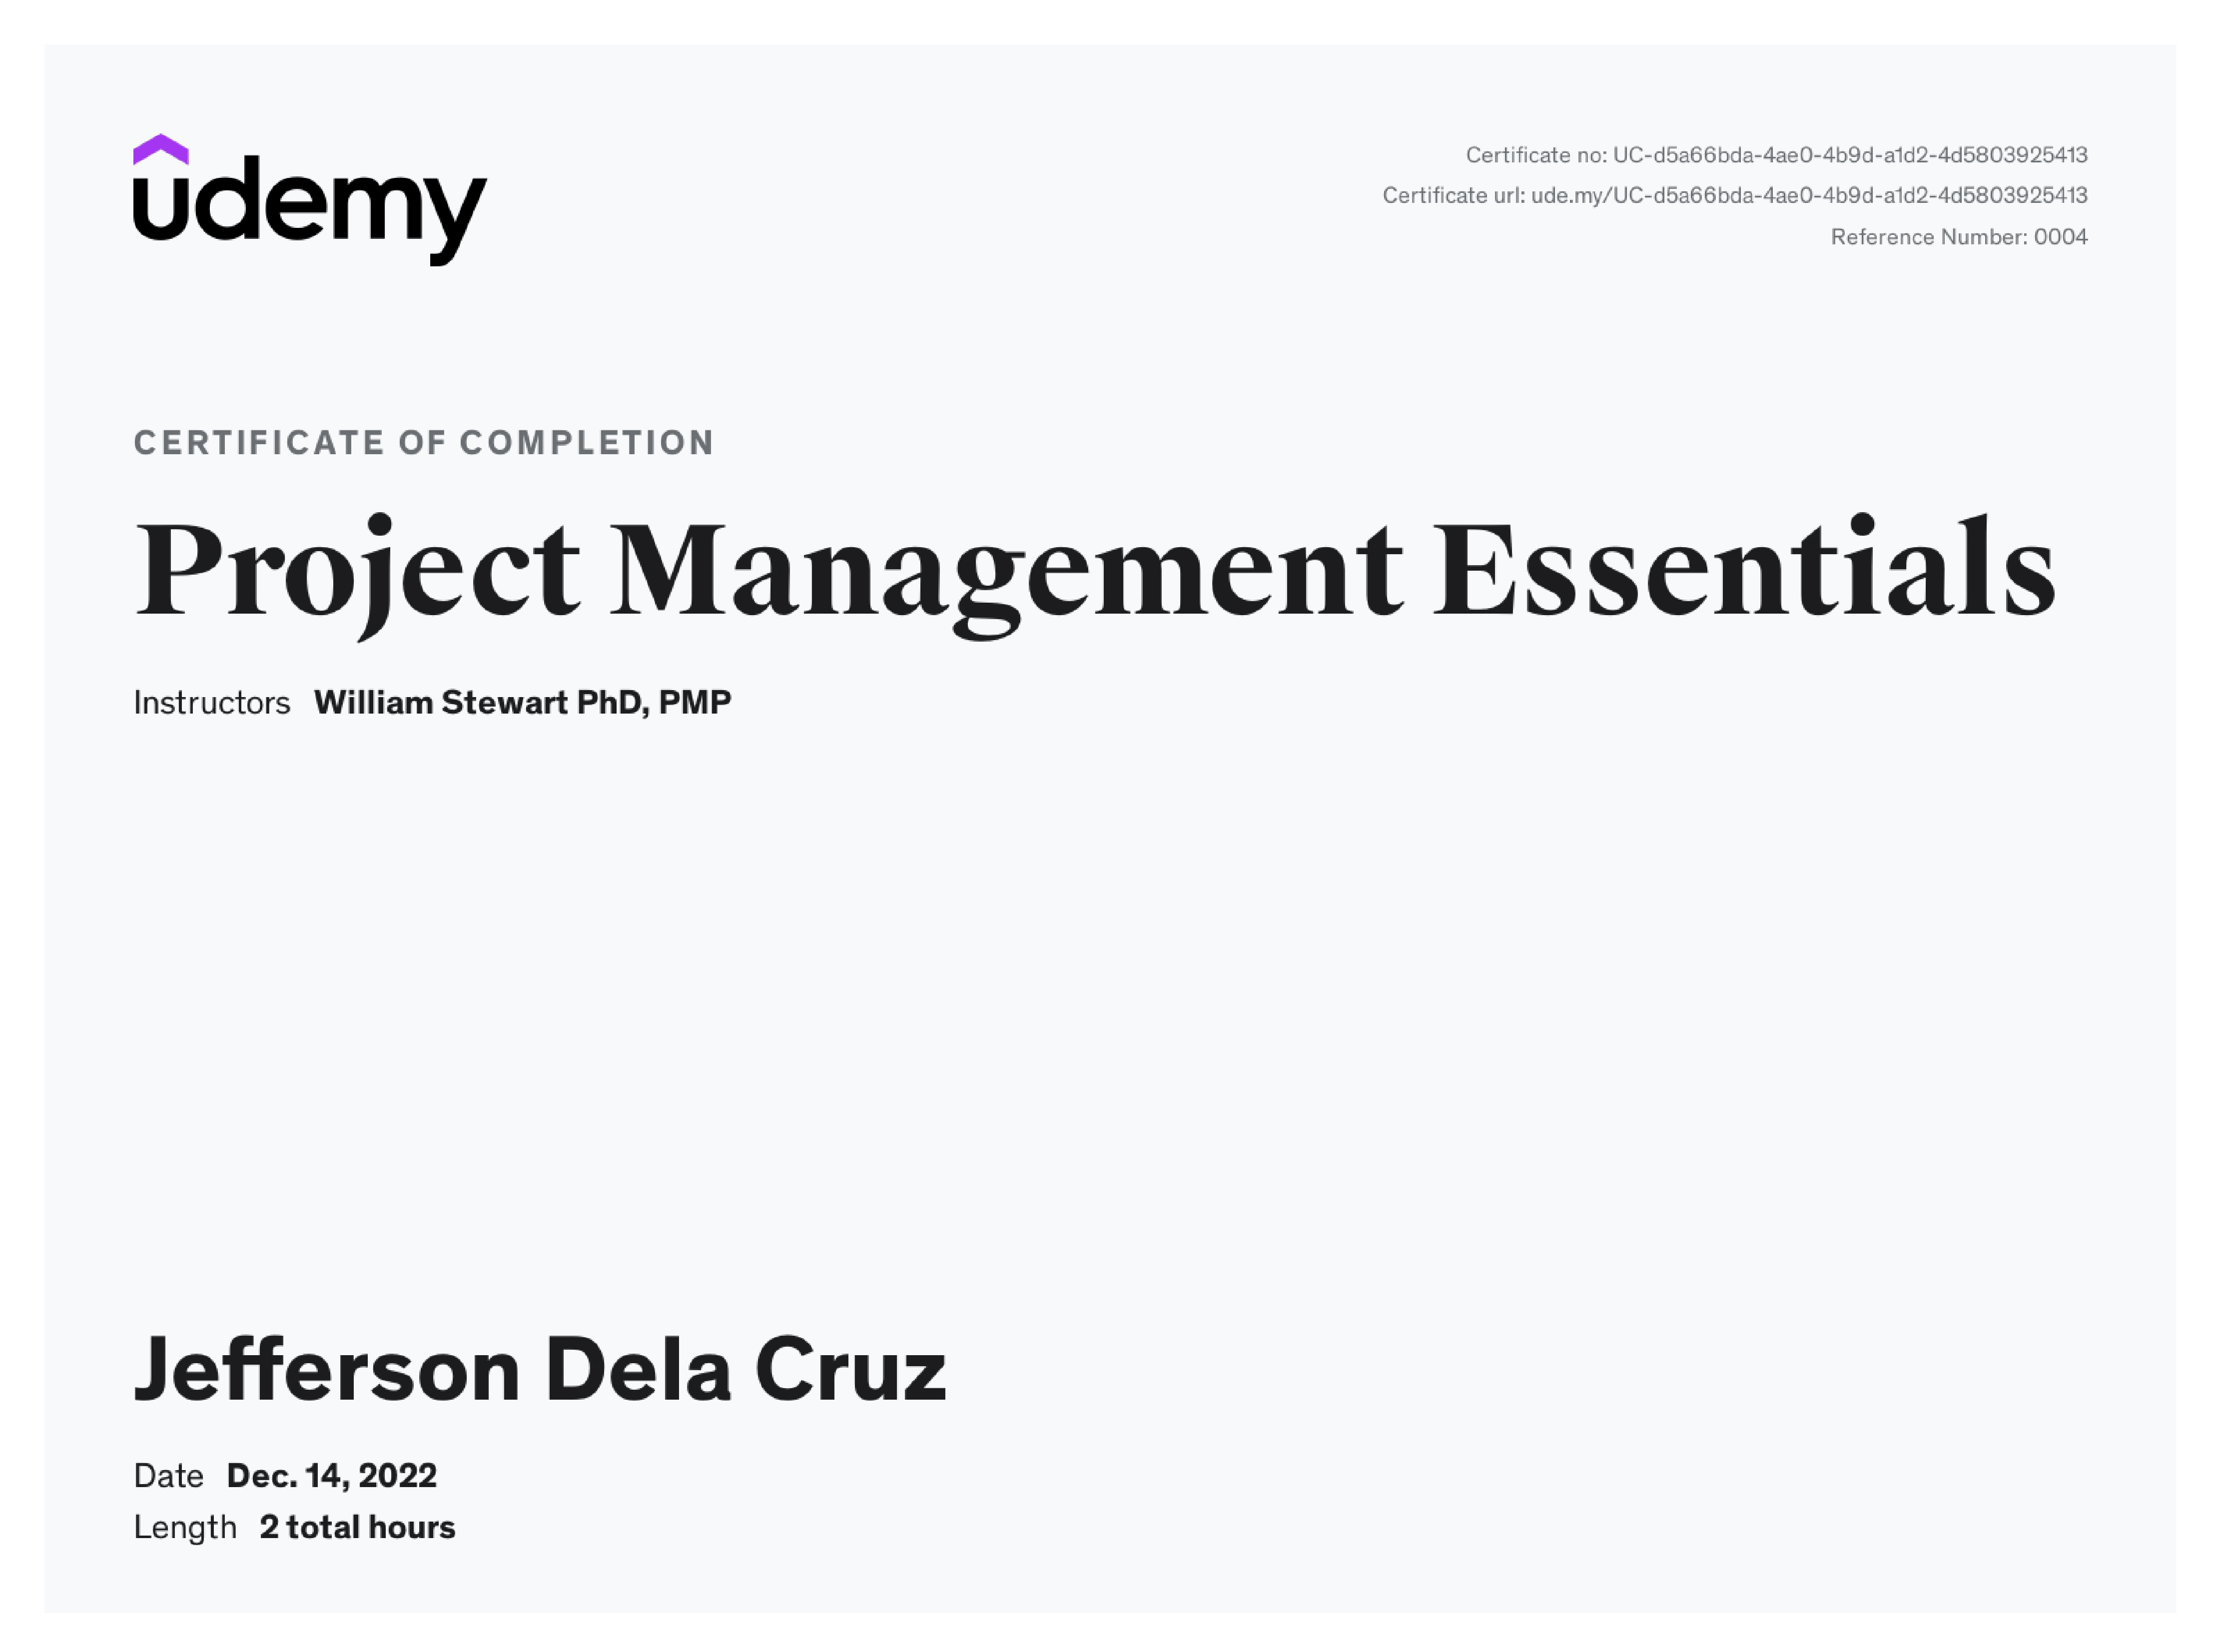 udemy
Certificate no: UC-d5a66bda-4ae0-4b9d-a1d2-4d5803925413
Certificate url: ude.my/UC-d5a66bda-4ae0-4b9d-a1d2-4d5803925413
Reference Number: 0004
CERTIFICATE OF COMPLETION
Project Management Essentials
Instructors William Stewart PhD, PMP
Jefferson Dela Cruz
Date Dec. 14, 2022
Length 2 total hours